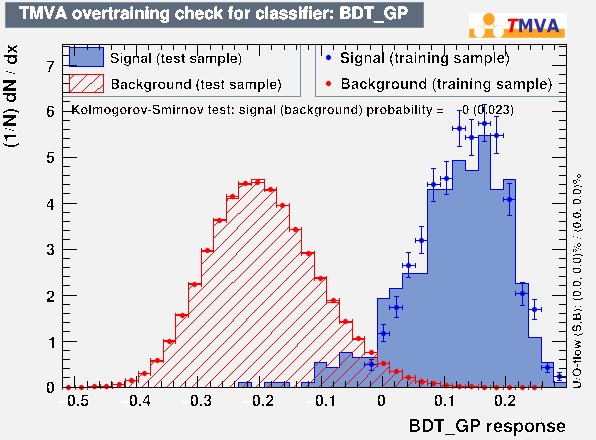 TMVA overtraining check for classifier: BDT_GP
TMVA
Signal (test sample)
Background (test sample)
Signal (training sample)
Background (training sample)
Kolmogorov-Smirnov test: signal (background) probability = 0 (0.023)
(1/N) dN / dx
7
6
5
4
3
2
1
0
-0.5 -0.4 -0.3 -0.2 -0.1 0 0.1 0.2
BDT_GP response
U/O-flow (S,B): (0.0, 0.0)% / (0.0, 0.0)%